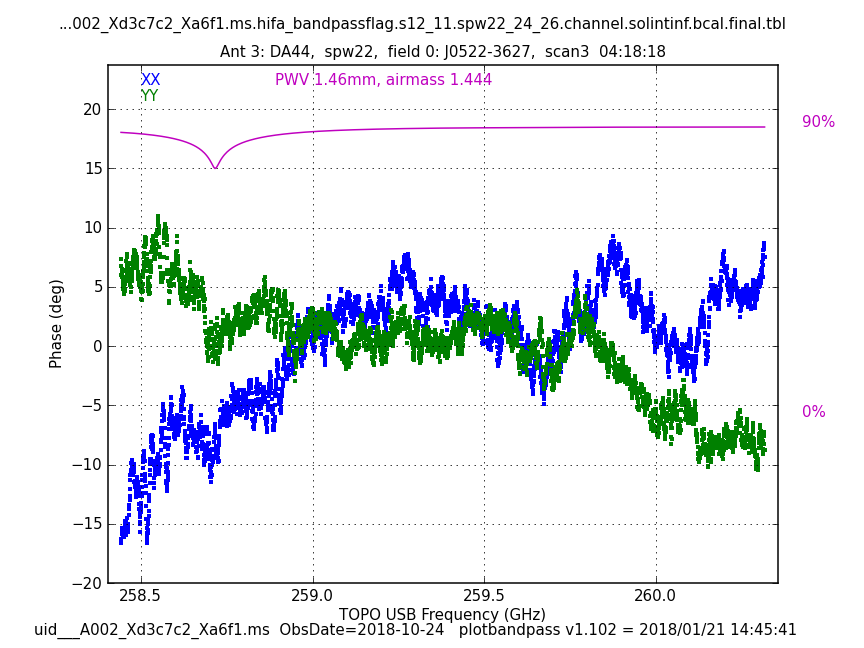 ...002_Xd3c7c2_Xa6f1.ms.hifa_bandpassflag.s12_11.spw22_24_26.channel.solintinf.bcal.final.tbl
Ant 3: DA44,  spw22,  field 0: J0522-3627,  scan3  04:18:18
XX
PWV 1.46mm, airmass 1.444
YY
20
90%
15
10
5
0
−5
0%
−10
−15
−20
Phase (deg)
258.5 259.0 259.5 260.0
TOPO USB Frequency (GHz)
uid___A002_Xd3c7c2_Xa6f1.ms  ObsDate=2018-10-24   plotbandpass v1.102 = 2018/01/21 14:45:41